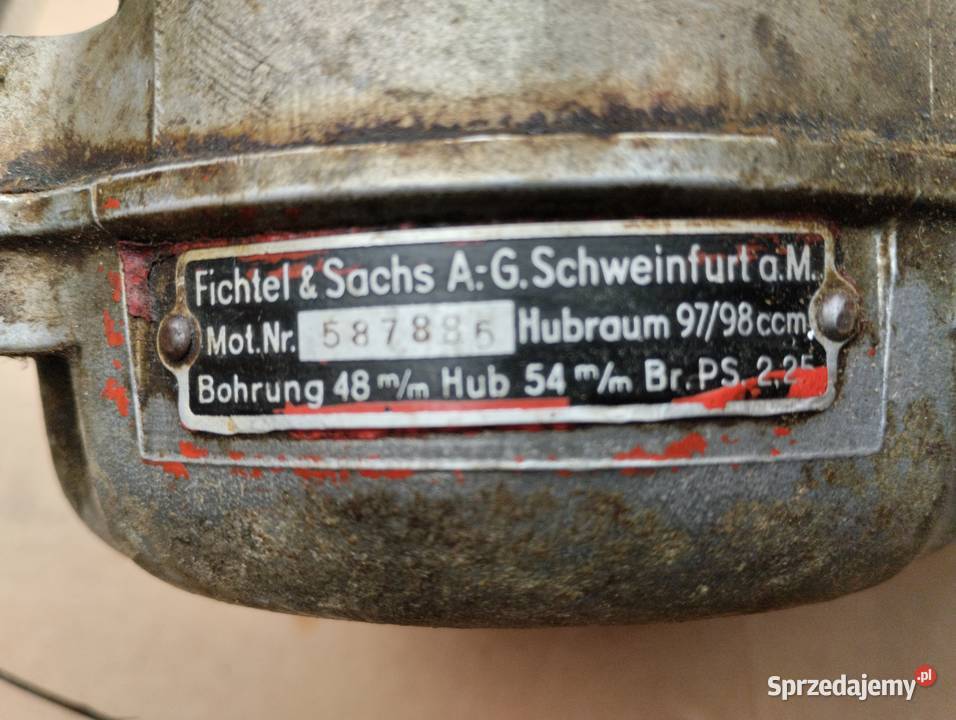 Fichtel & Sachs A.-G. Schweinfurt a.M.
Mot. Nr. 587886 Hubraum 97/98 ccm.
Bohrung 48 m/m Hub 54 m/m Br. PS. 2,25
Sprzedajemy.pl